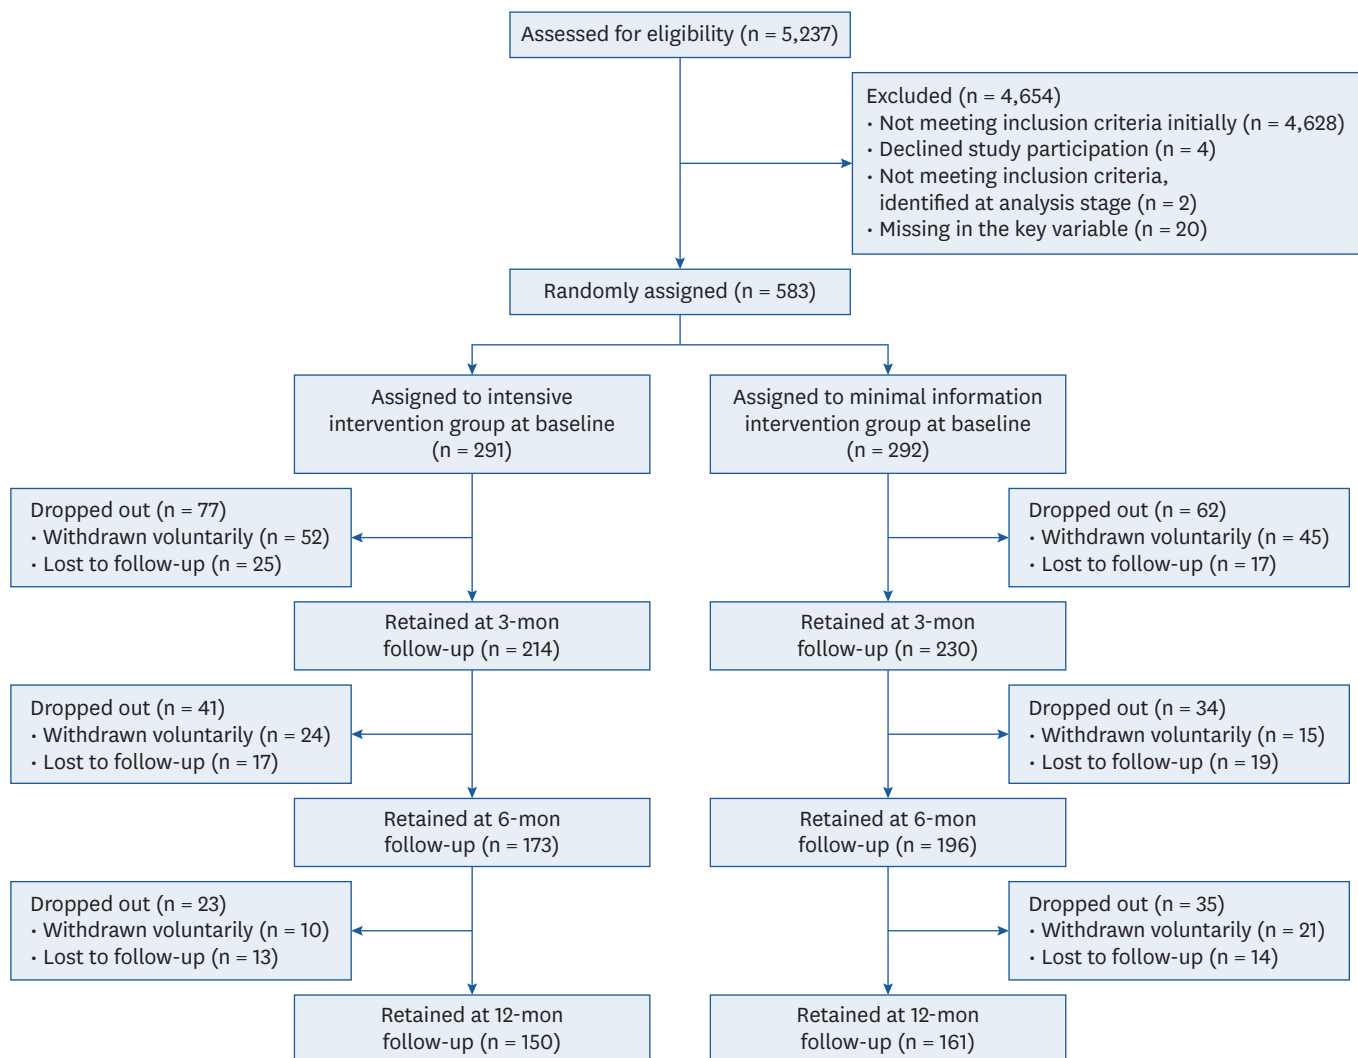 Assessed for eligibility (n = 5,237)
Excluded (n = 4,654)
· Not meeting inclusion criteria initially (n = 4,628)
· Declined study participation (n = 4)
· Not meeting inclusion criteria,
identified at analysis stage (n = 2)
· Missing in the key variable (n = 20)
Randomly assigned (n = 583)
Assigned to intensive
intervention group at baseline
(n = 291)
Assigned to minimal information
intervention group at baseline
(n = 292)
Dropped out (n = 77)
· Withdrawn voluntarily (n = 52)
· Lost to follow-up (n = 25)
Dropped out (n = 62)
· Withdrawn voluntarily (n = 45)
· Lost to follow-up (n = 17)
Retained at 3-mon
follow-up (n = 214)
Retained at 3-mon
follow-up (n = 230)
Dropped out (n = 41)
· Withdrawn voluntarily (n = 24)
· Lost to follow-up (n = 17)
Dropped out (n = 34)
· Withdrawn voluntarily (n = 15)
· Lost to follow-up (n = 19)
Retained at 6-mon
follow-up (n = 173)
Retained at 6-mon
follow-up (n = 196)
Dropped out (n = 23)
· Withdrawn voluntarily (n = 10)
· Lost to follow-up (n = 13)
Dropped out (n = 35)
· Withdrawn voluntarily (n = 21)
· Lost to follow-up (n = 14)
Retained at 12-mon
follow-up (n = 150)
Retained at 12-mon
follow-up (n = 161)